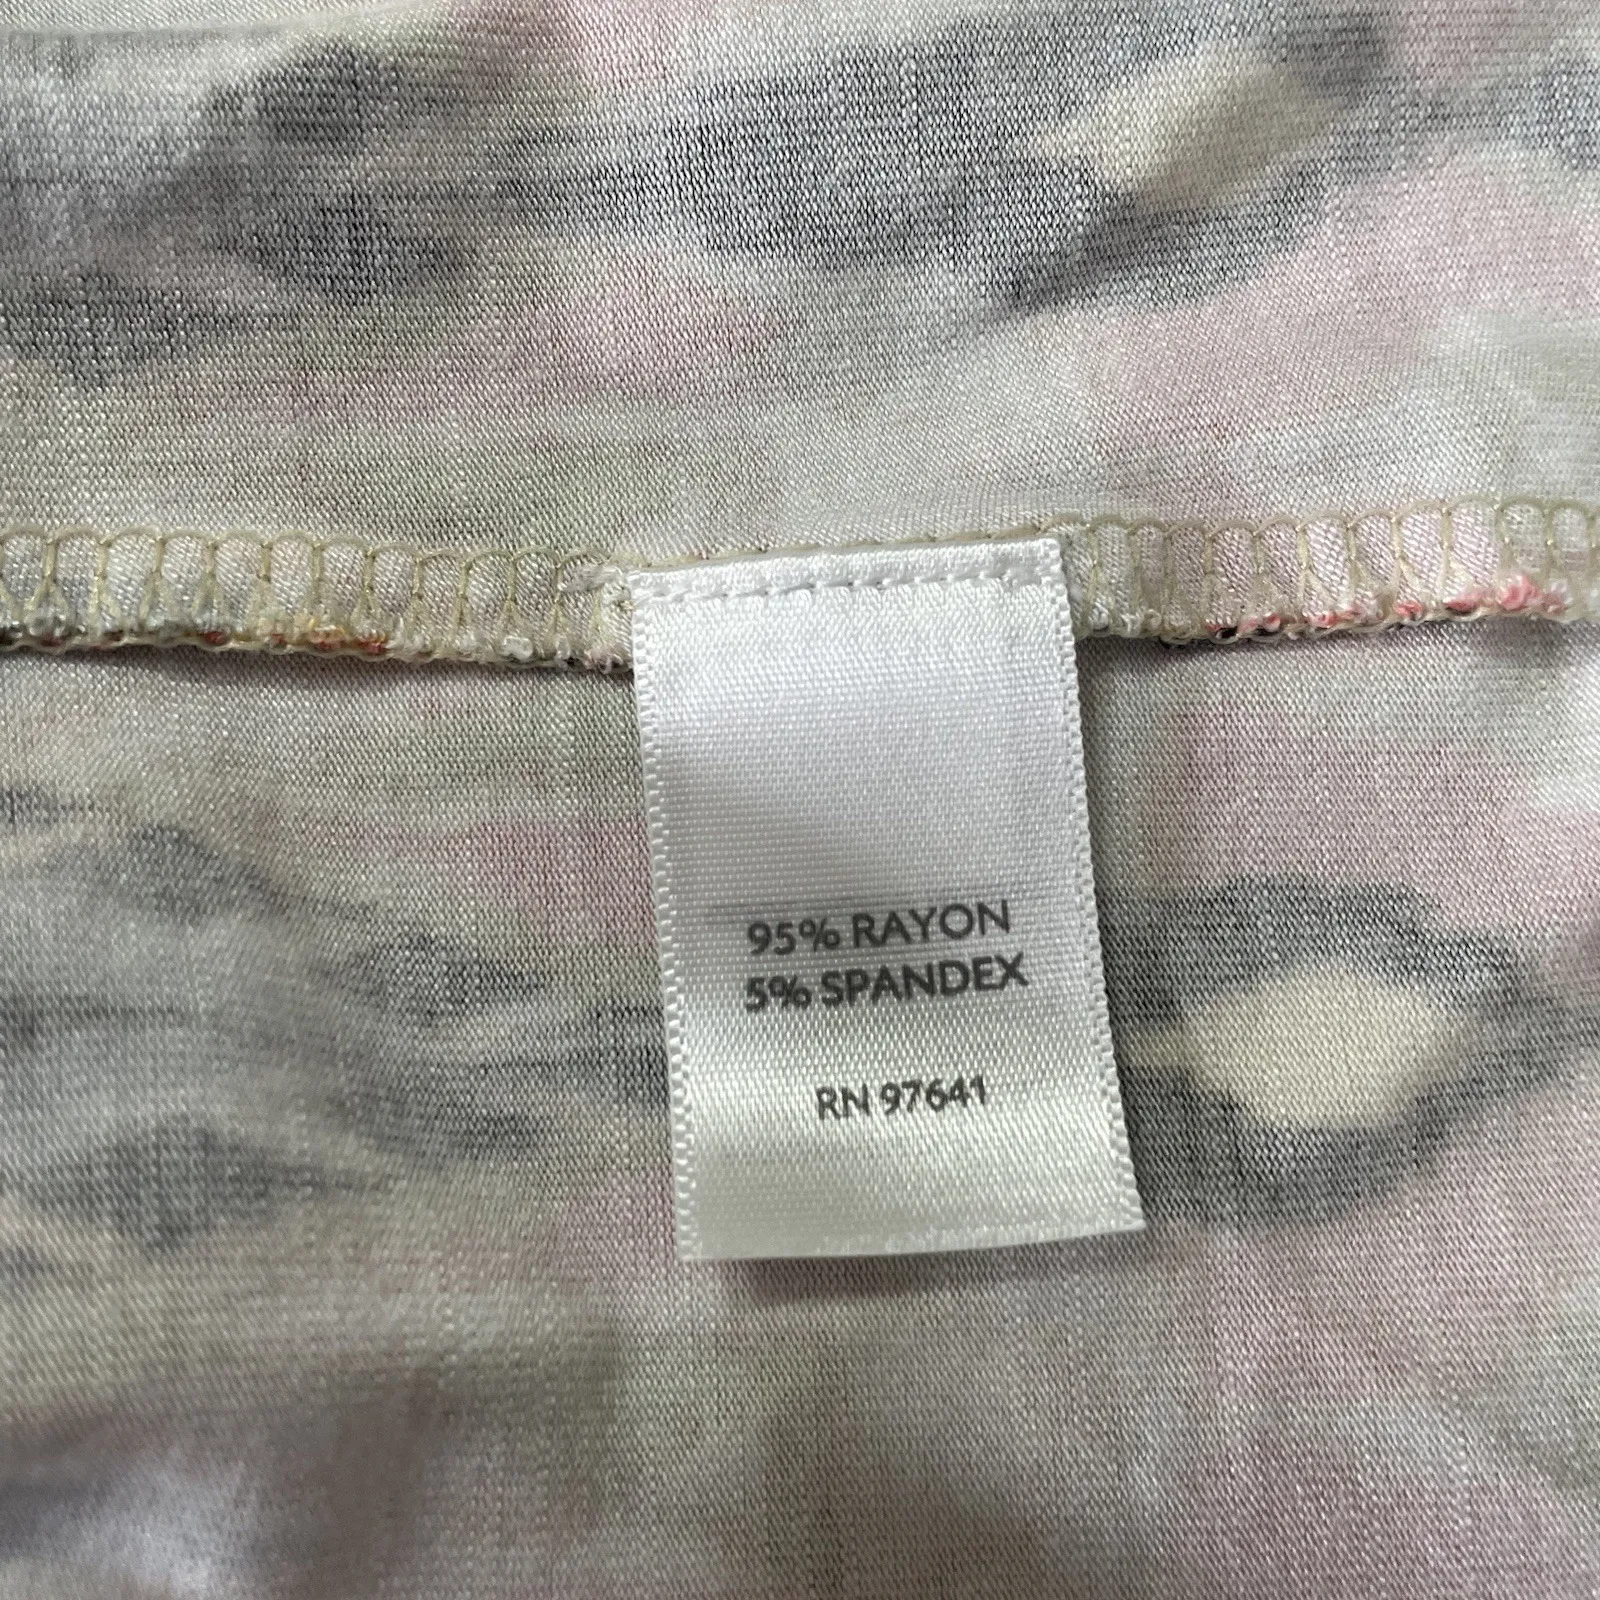 95% RAYON
5% SPANDEX
RN 97641